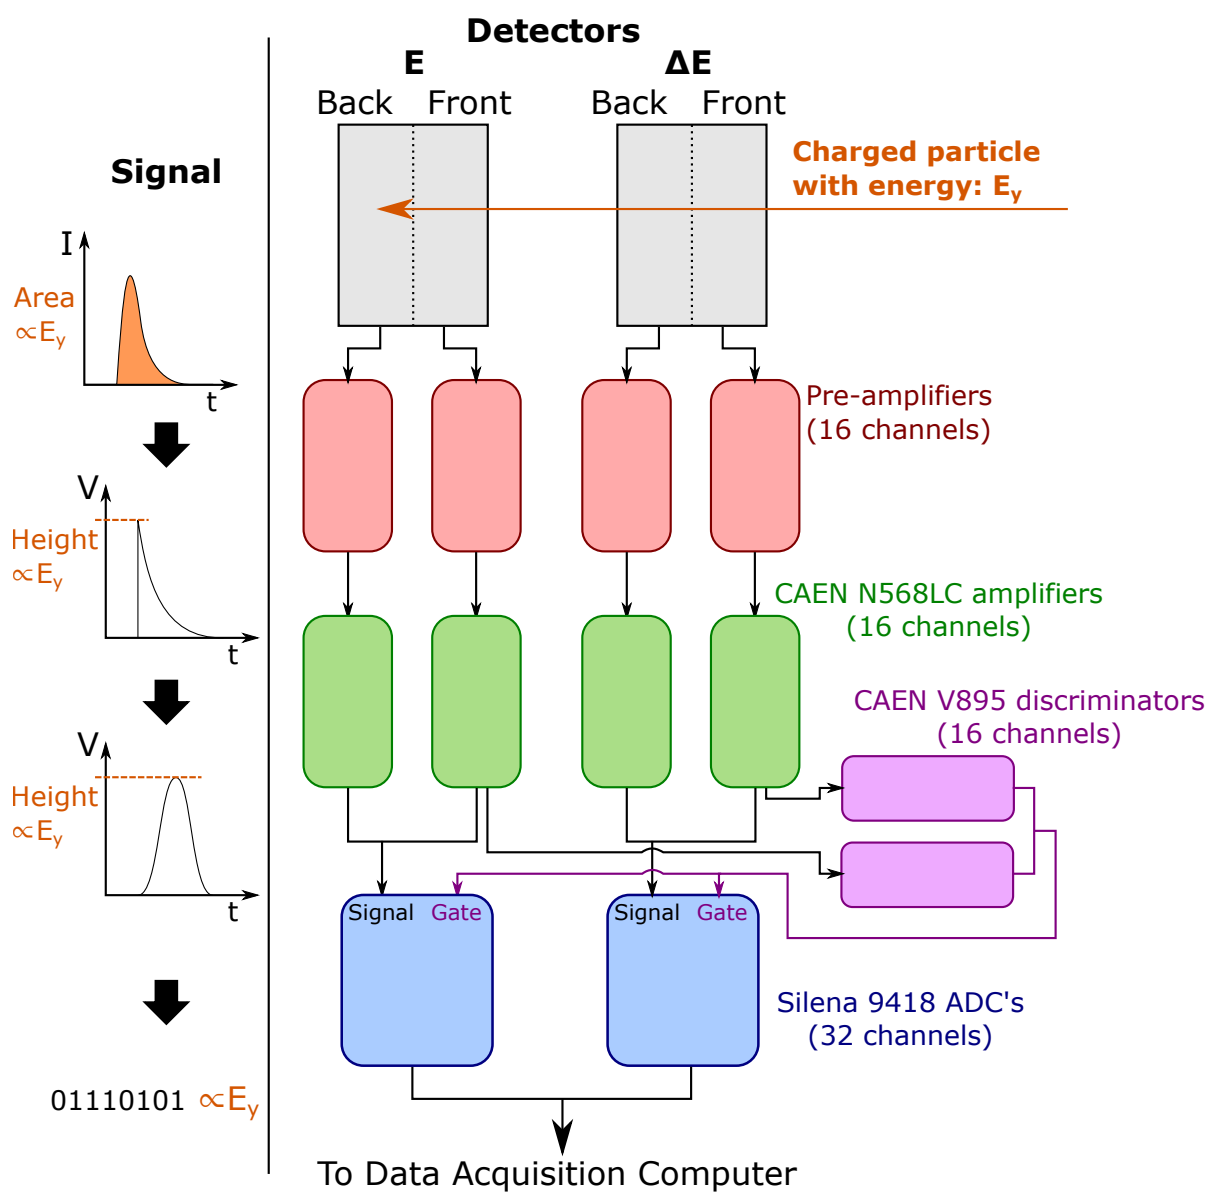 Detectors
E
ΔE
Back
Front
Back
Front
Charged particle
with energy: Ey
Signal
I
Area
∝Ey
t
Pre-amplifiers
(16 channels)
V
Height
∝Ey
t
CAEN N568LC amplifiers
(16 channels)
CAEN V895 discriminators
(16 channels)
V
Height
∝Ey
t
Signal
Gate
Signal
Gate
Silena 9418 ADC's
(32 channels)
01110101 ∝Ey
To Data Acquisition Computer